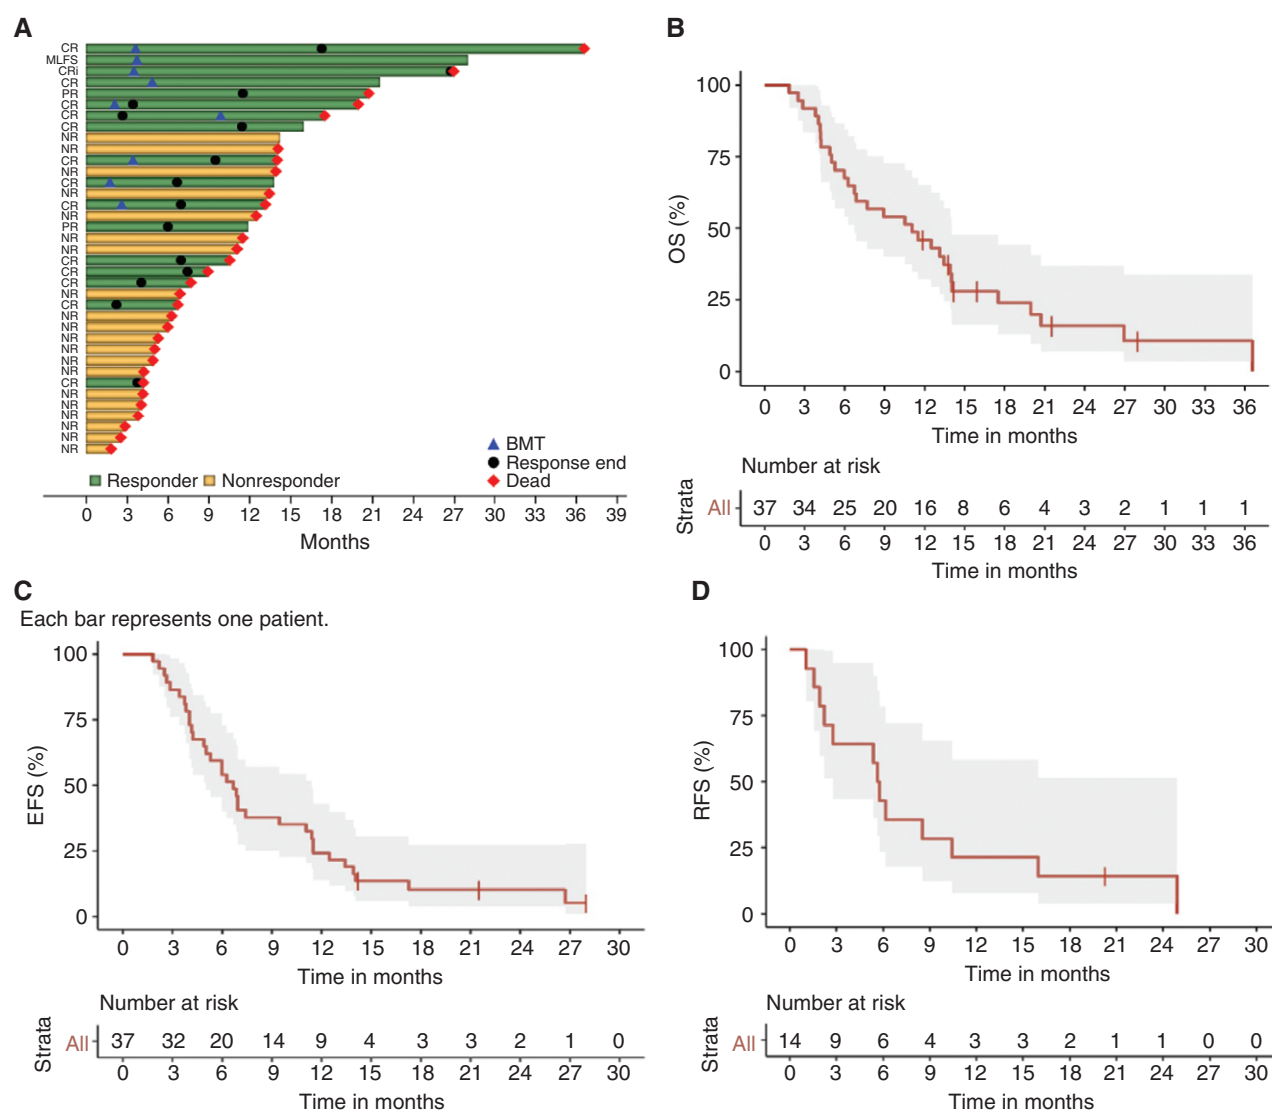 A
CR
MLFS
CRi
CR
PR
CR
CR
CR
NR
NR
CR
NR
CR
NR
CR
NR
PR
NR
NR
CR
CR
CR
NR
CR
NR
NR
NR
NR
NR
NR
CR
NR
NR
NR
NR
NR
NR
BMT
Response end
Dead
Responder Nonresponder
0 3 6 9 12 15 18 21 24 27 30 33 36 39
Months
B
OS (%)
100
75
50
25
0
0 3 6 9 12 15 18 21 24 27 30 33 36
Time in months
Number at risk
Strata
All 37 34 25 20 16 8 6 4 3 2 1 1 1
0 3 6 9 12 15 18 21 24 27 30 33 36
Time in months
C
Each bar represents one patient.
EFS (%)
100
75
50
25
0
0 3 6 9 12 15 18 21 24 27 30
Time in months
Number at risk
Strata
All 37 32 20 14 9 4 3 3 2 1 0
0 3 6 9 12 15 18 21 24 27 30
Time in months
D
RFS (%)
100
75
50
25
0
0 3 6 9 12 15 18 21 24 27 30
Time in months
Number at risk
Strata
All 14 9 6 4 3 3 2 1 1 0 0
0 3 6 9 12 15 18 21 24 27 30
Time in months